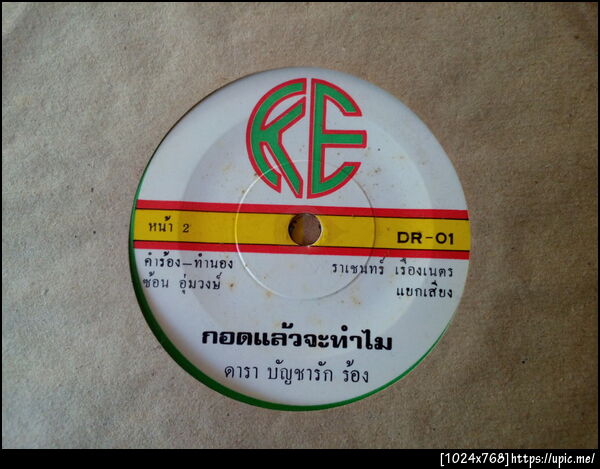 KE
หน้า 2
DR-01
คำร้อง-ทำนอง
ซ้อน อุ่มวงษ์
ราเชนทร์ เรืองเนตร
แยกเสียง
กอดแล้วจะทำไม
ดารา บัญชารัก ร้อง
[1024x768]https://upic.me/